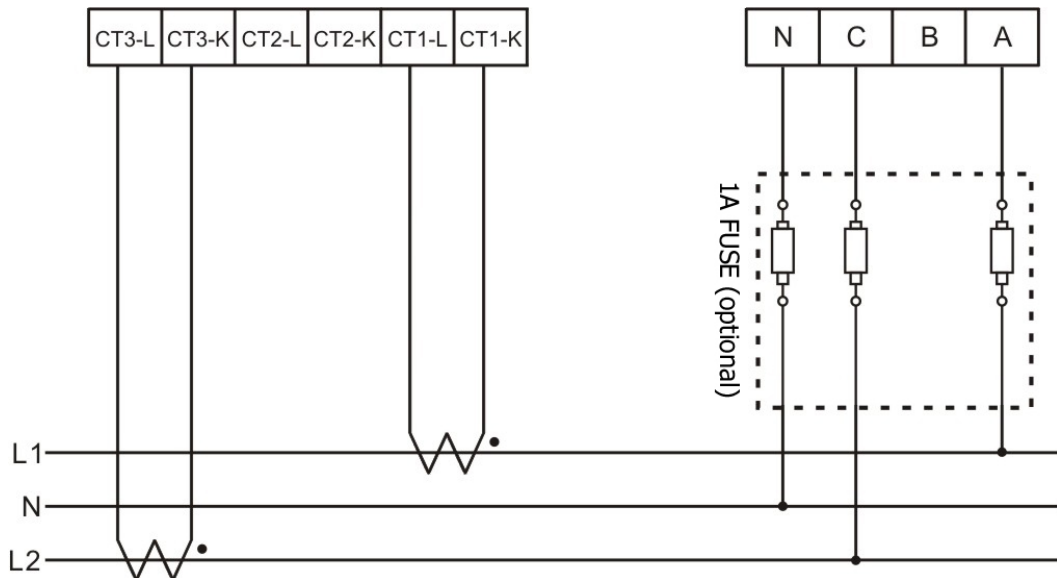 CT3-L CT3-K CT2-L CT2-K CT1-L CT1-K
N C B A
1A FUSE (optional)
L1
N
L2